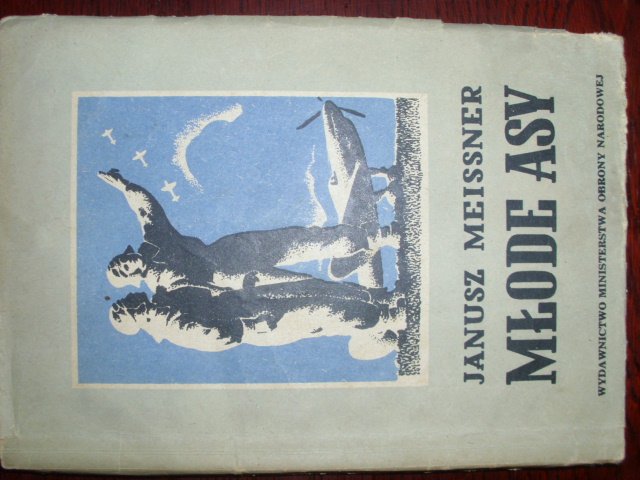 JANUSZ MEISSNER
MŁODE ASY
WYDAWNICTWO MINISTERSTWA OBRONY NARODOWEJ